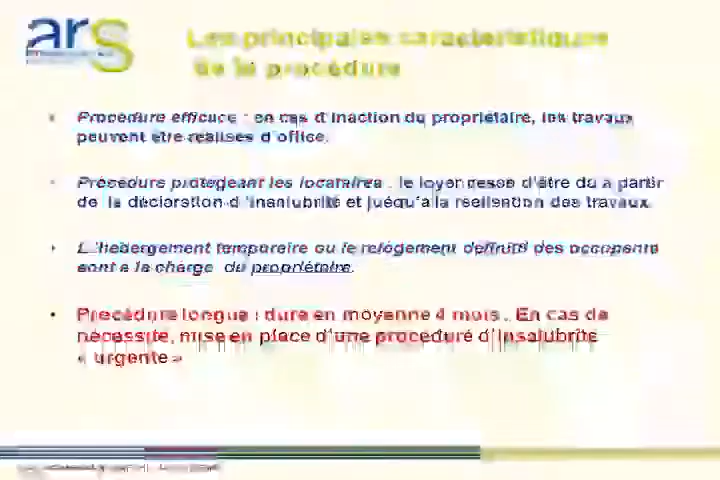 ars
Les principales caractéristiques
de la procédure
• Procédure efficace : en cas d'inaction du propriétaire, les travaux
peuvent être réalisés d'office.
• Procédure protégeant les locataires : le loyer cesse d'être du à partir
de la déclaration d'insalubrité et jusqu'à la réalisation des travaux.
• L'hébergement temporaire ou le relogement définitif des occupants
sont à la charge du propriétaire.
• Procédure longue : dure en moyenne 4 mois. En cas de
nécessité, mise en place d'une procédure d'insalubrité
« urgente »